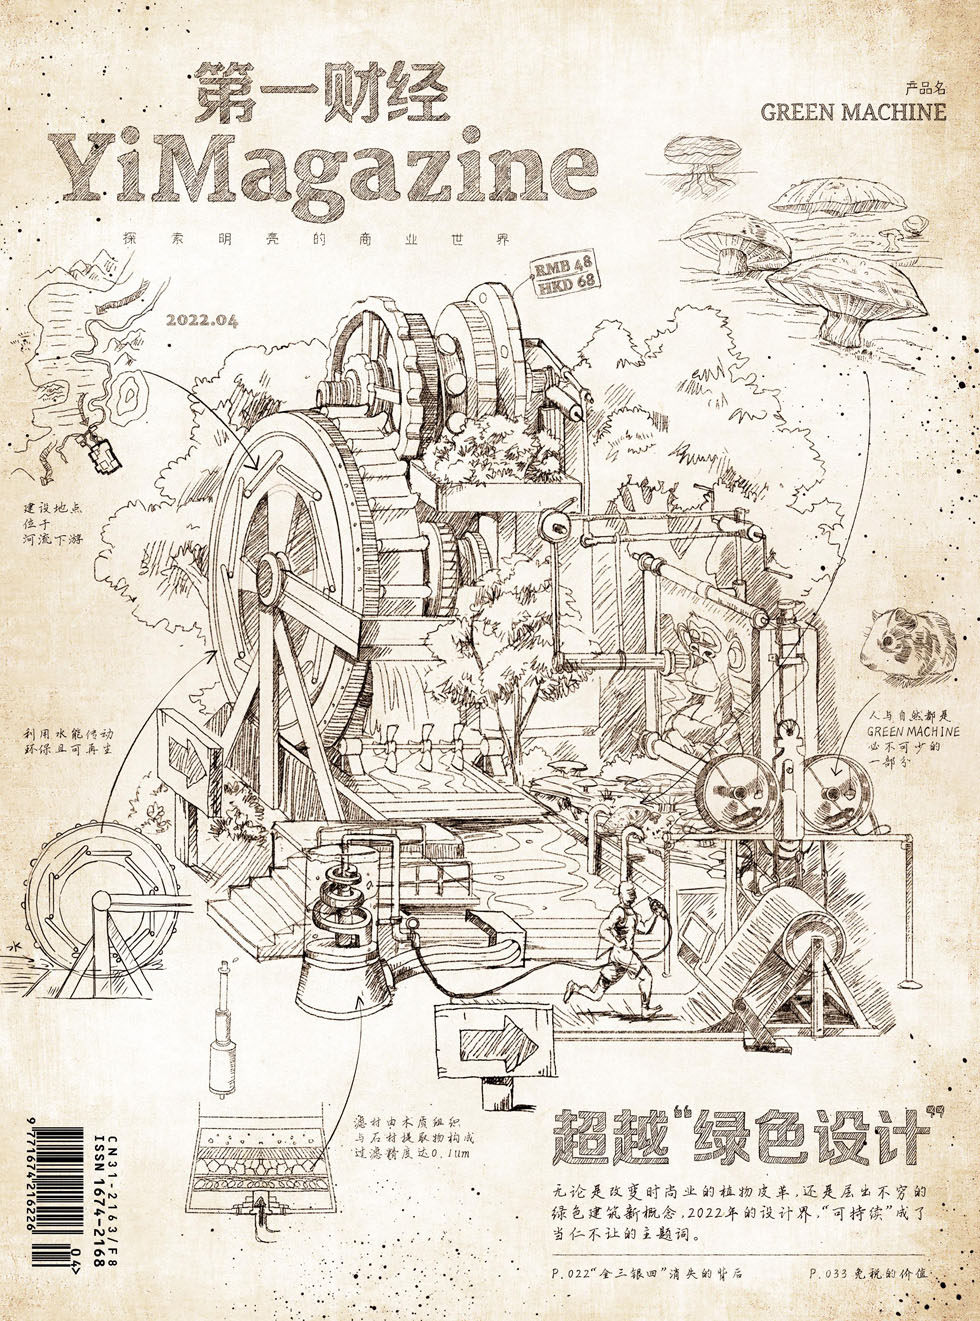 第一财经
YiMagazine
探索明亮的商业世界
产品名
GREEN MACHINE
RMB 48
HKD 68
2022.04
建设地点
位于
河流下游
利用水能传动
环保且可再生
人与自然都是
GREEN MACHINE
必不可少的
一部分
水
滤材由木质组织
与石材提取物构成
过滤精度达0.1um
超越“绿色设计”
无论是改变时尚业的植物皮革,还是层出不穷的
绿色建筑新概念,2022年的设计界,“可持续”成了
当仁不让的主题词。
P.022“金三银四”消失的背后
P.033 免税的价值
CN31-2163/F8
ISSN 1674-2168
9771674216226
04>